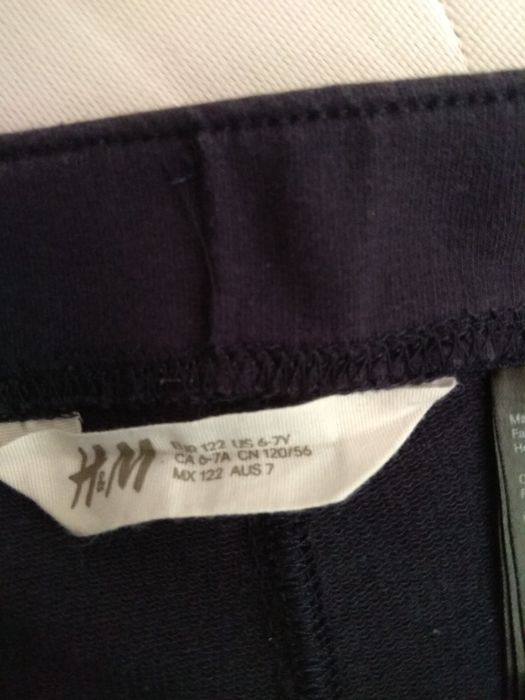 H&M
EUR 122 US 6-7Y
CA 6-7A CN 120/56
MX 122 AUS 7